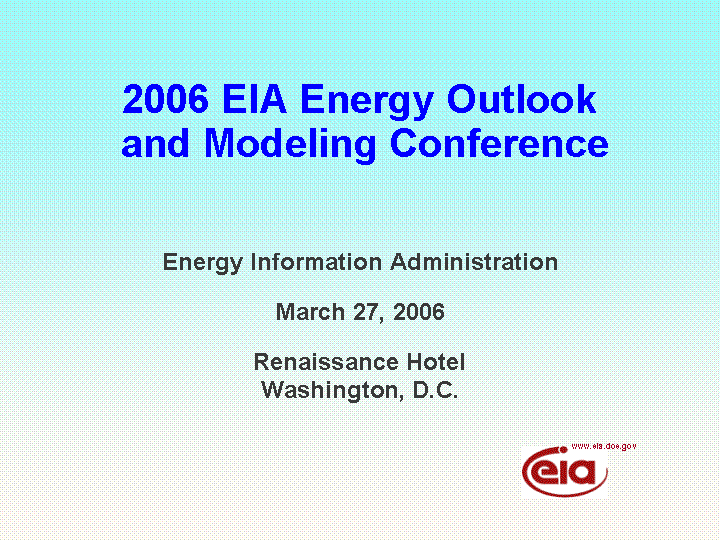 2006 EIA Energy Outlook
and Modeling Conference
Energy Information Administration
March 27, 2006
Renaissance Hotel
Washington, D.C.
www.eia.doe.gov
eia